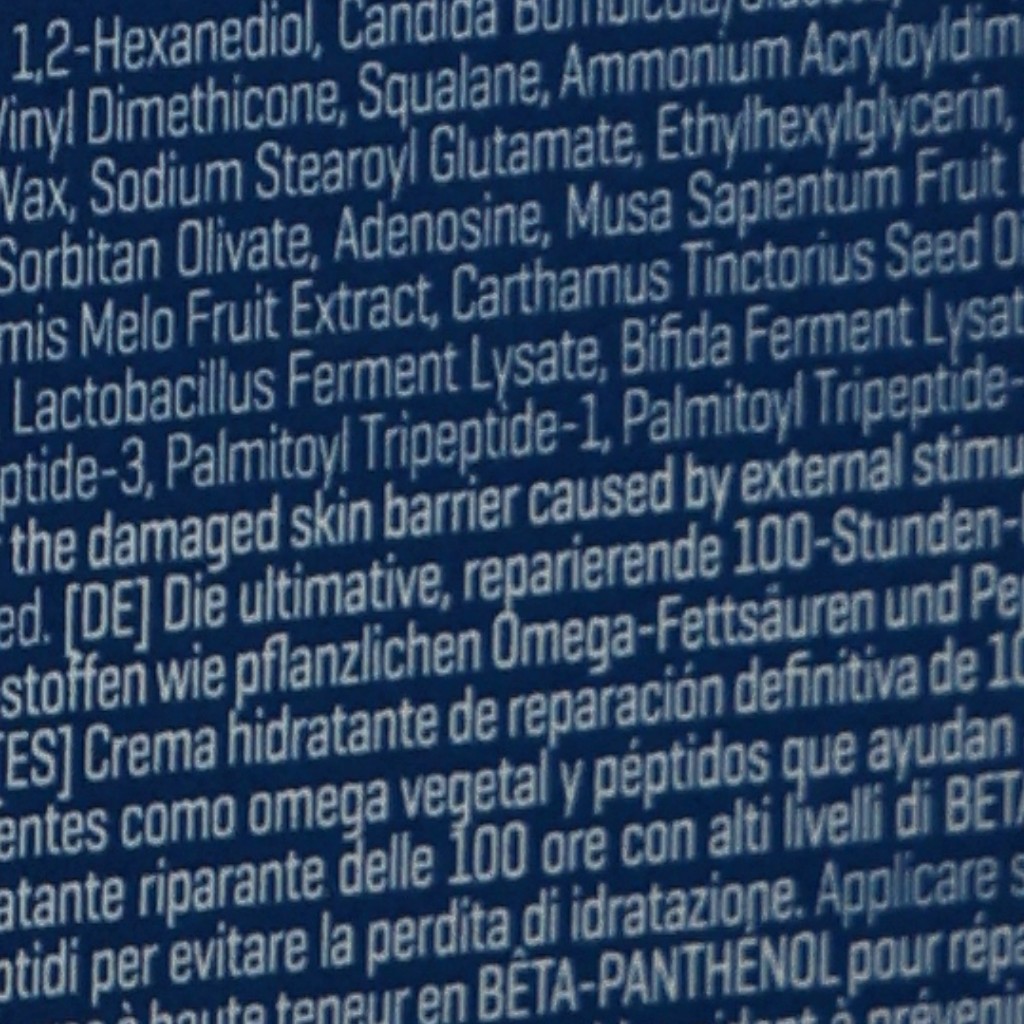 1,2-Hexanediol, Candida
Vinyl Dimethicone, Squalane, Ammonium Acryloyldim
Wax, Sodium Stearoyl Glutamate, Ethylhexylglycerin,
Sorbitan Olivate, Adenosine, Musa Sapientum Fruit
mis Melo Fruit Extract, Carthamus Tinctorius Seed O
Lactobacillus Ferment Lysate, Bifida Ferment Lysat
ptide-3, Palmitoyl Tripeptide-1, Palmitoyl Tripeptide-
the damaged skin barrier caused by external stimu
ed. [DE] Die ultimative, reparierende 100-Stunden-
stoffen wie pflanzlichen Omega-Fettsäuren und Pe
[ES] Crema hidratante de reparación definitiva de 10
entes como omega vegetal y péptidos que ayudan
atante riparante delle 100 ore con alti livelli di BETA
ptidi per evitare la perdita di idratazione. Applicare s
à haute teneur en BÊTA-PANTHÉNOL pour répa
à prévenir